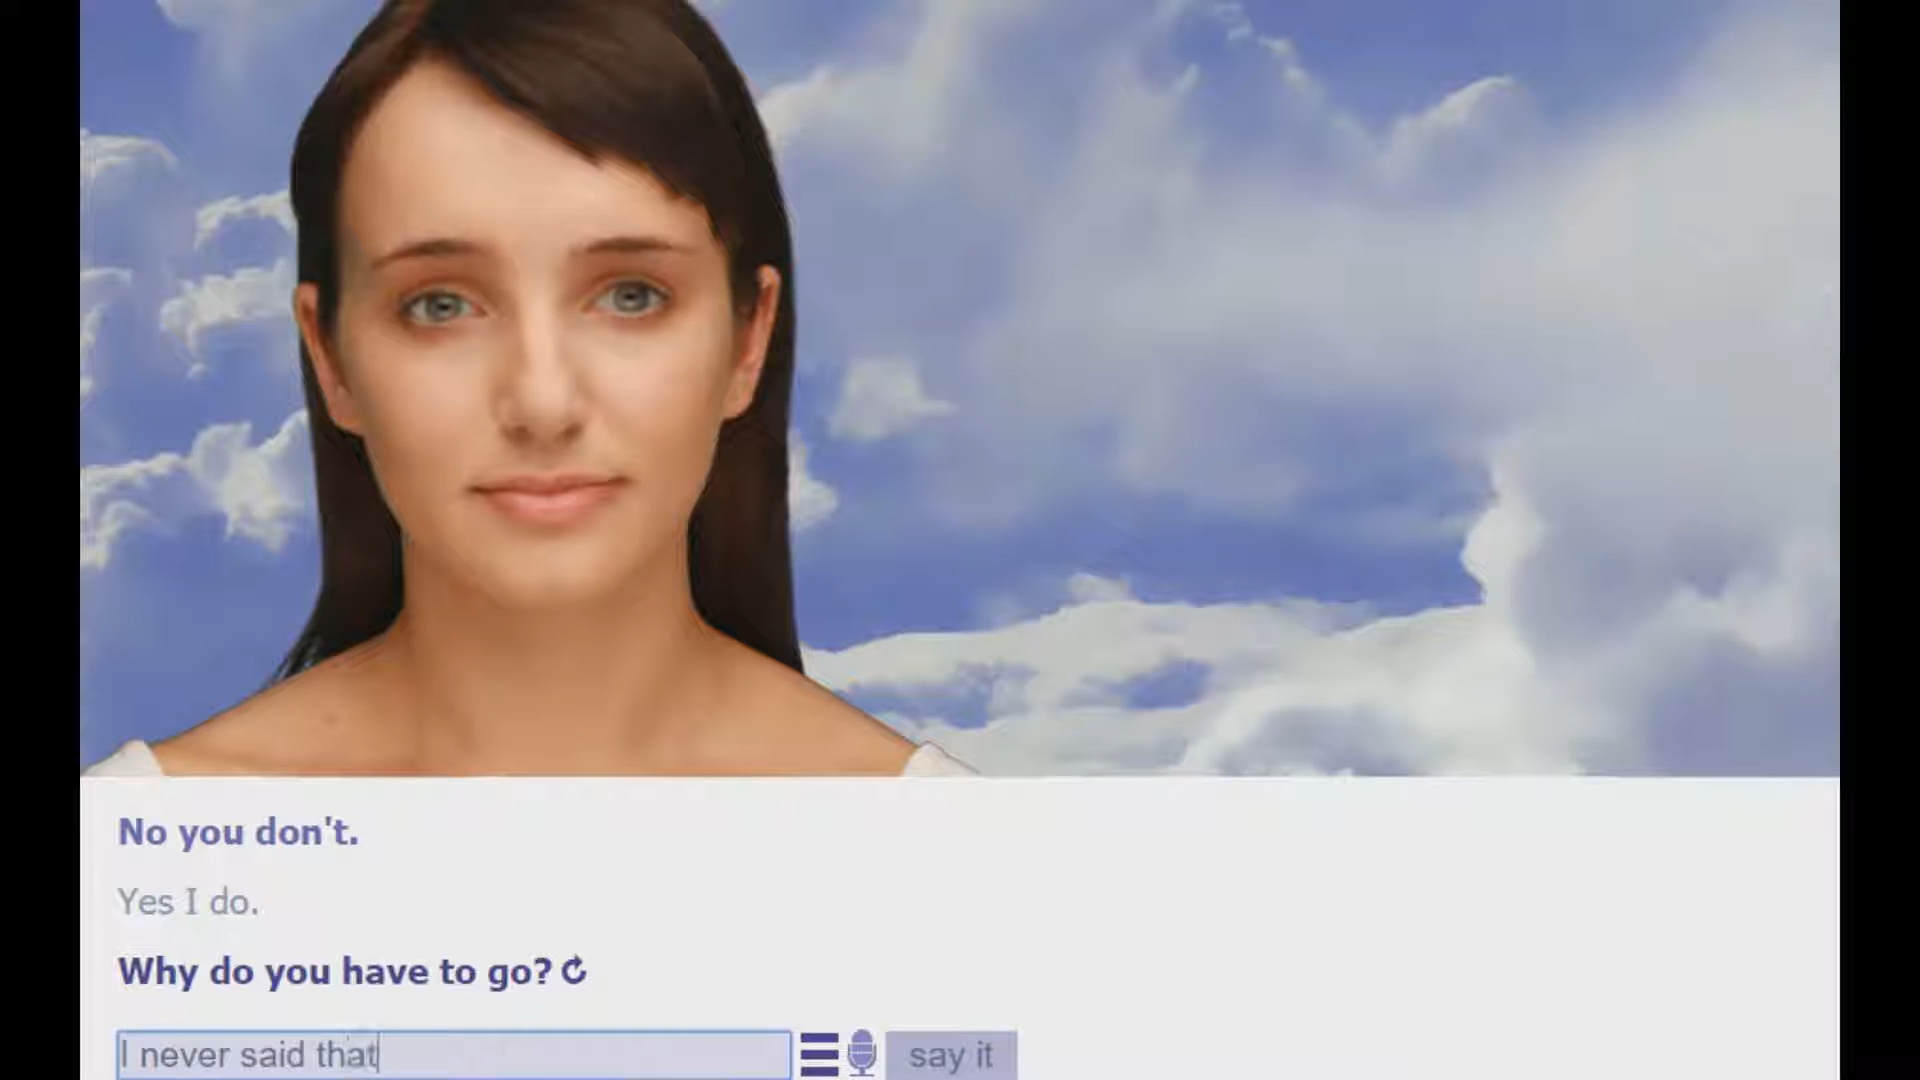 No you don't.
Yes I do.
Why do you have to go?
I never said that
say it